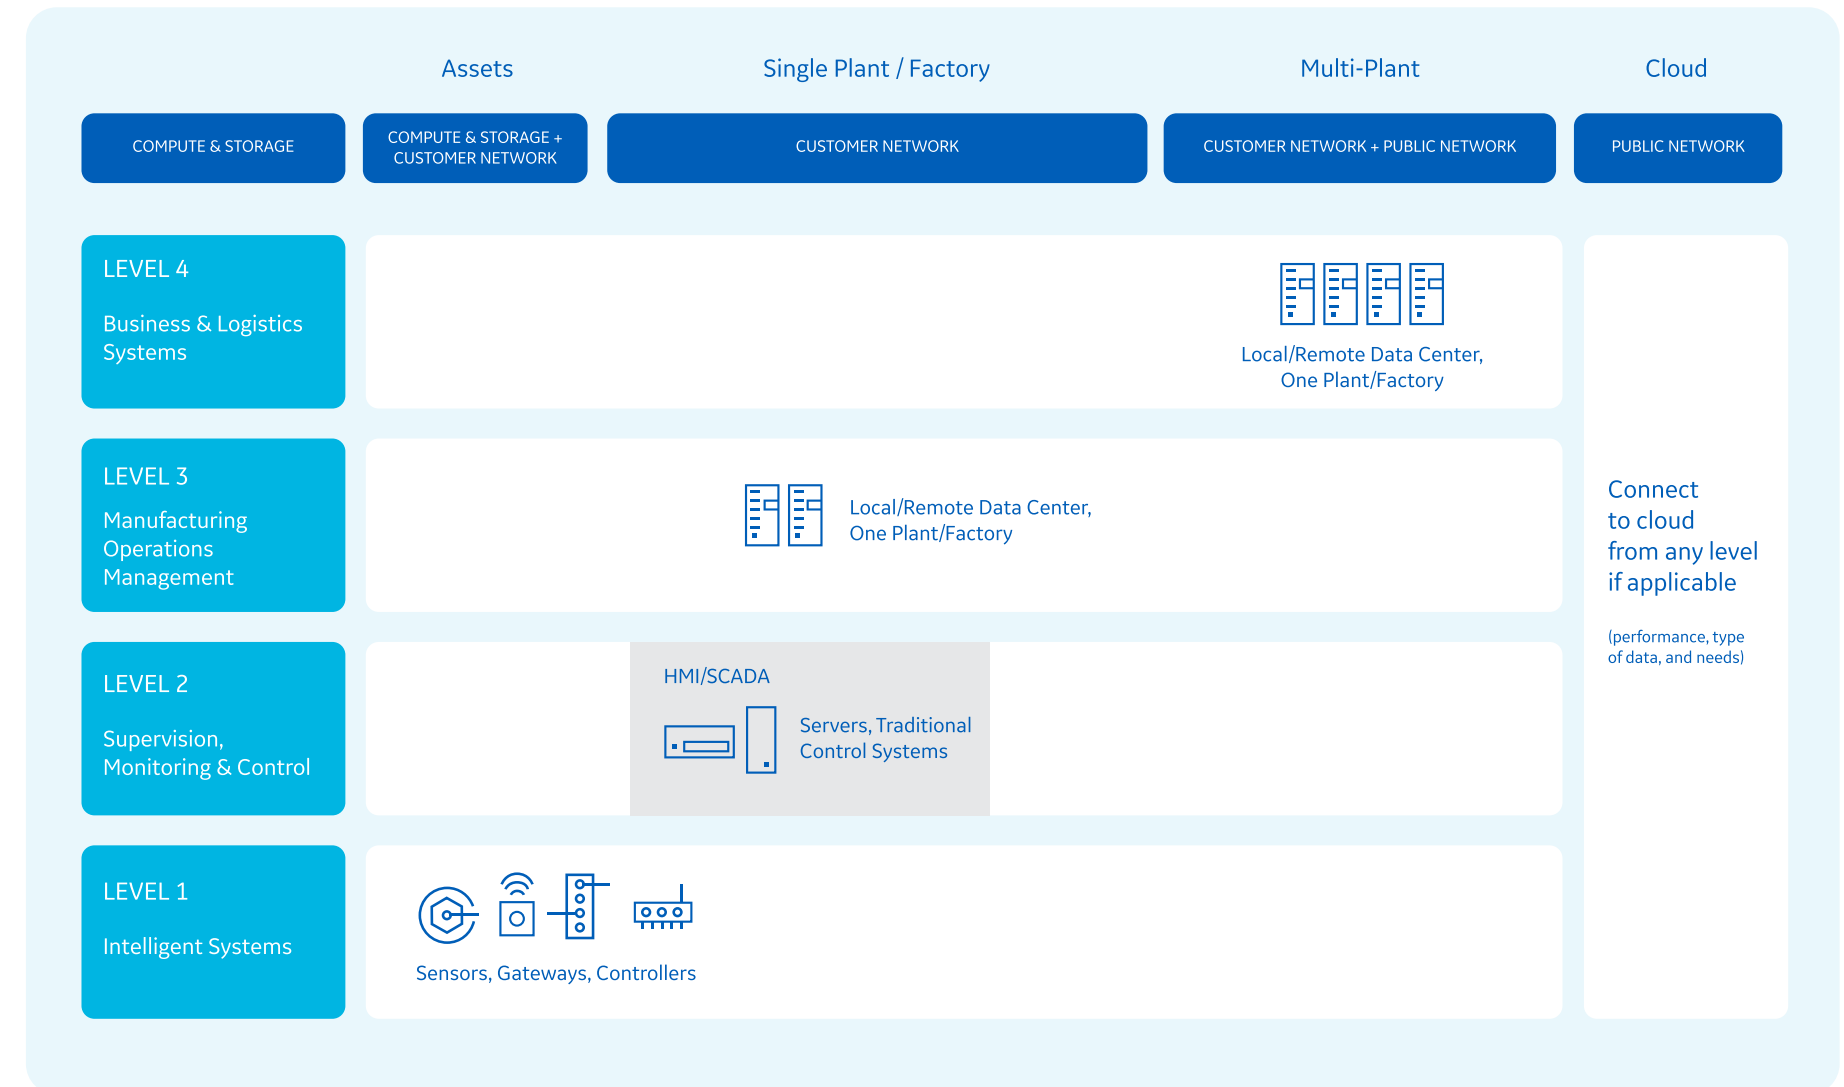 Assets
Single Plant / Factory
Multi-Plant
Cloud
COMPUTE & STORAGE
COMPUTE & STORAGE +
CUSTOMER NETWORK
CUSTOMER NETWORK
CUSTOMER NETWORK + PUBLIC NETWORK
PUBLIC NETWORK
LEVEL 4
Business & Logistics
Systems
Local/Remote Data Center,
One Plant/Factory
LEVEL 3
Manufacturing
Operations
Management
Local/Remote Data Center,
One Plant/Factory
LEVEL 2
Supervision,
Monitoring & Control
HMI/SCADA
Servers, Traditional
Control Systems
LEVEL 1
Intelligent Systems
Sensors, Gateways, Controllers
Connect
to cloud
from any level
if applicable
(performance, type
of data, and needs)